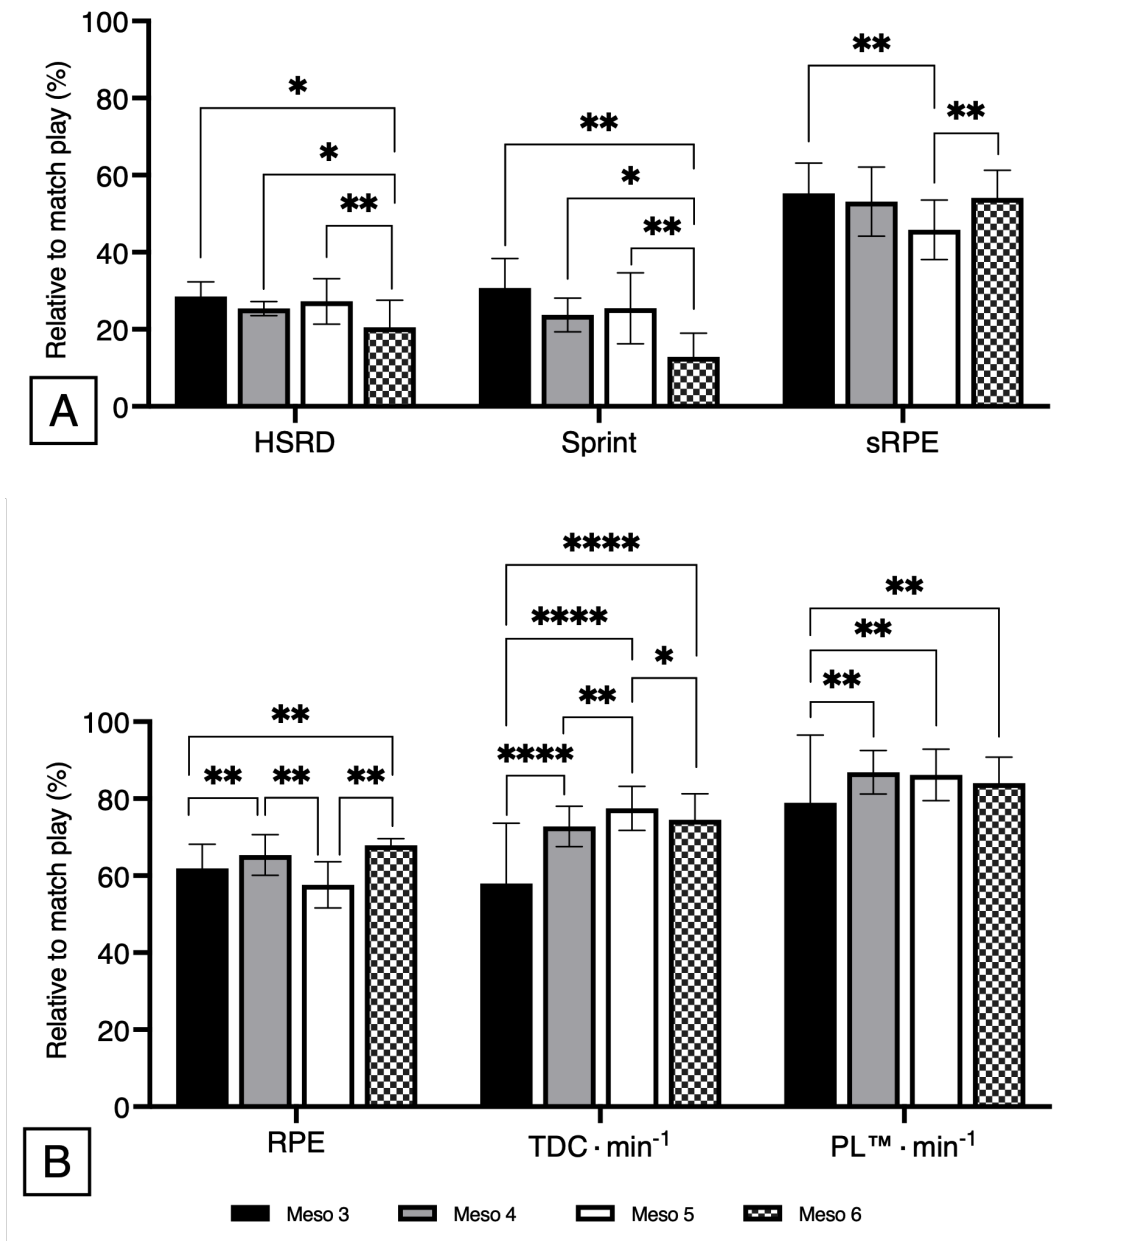 100
*
**
80
**
*
**
60
*
*
**
**
40
20
0
Relative to match play (%)
A
HSRD
Sprint
sRPE
****
**
****
**
*
**
**
100
**
****
** ** **
80
60
40
20
0
Relative to match play (%)
B
RPE
TDC · min-1
PL™ · min-1
Meso 3
Meso 4
Meso 5
Meso 6